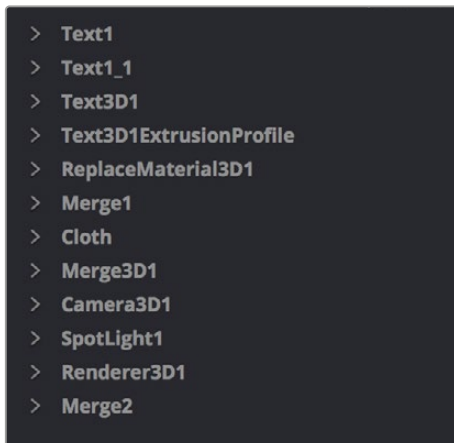 Text1
Text1_1
Text3D1
Text3D1ExtrusionProfile
ReplaceMaterial3D1
Merge1
Cloth
Merge3D1
Camera3D1
SpotLight1
Renderer3D1
Merge2